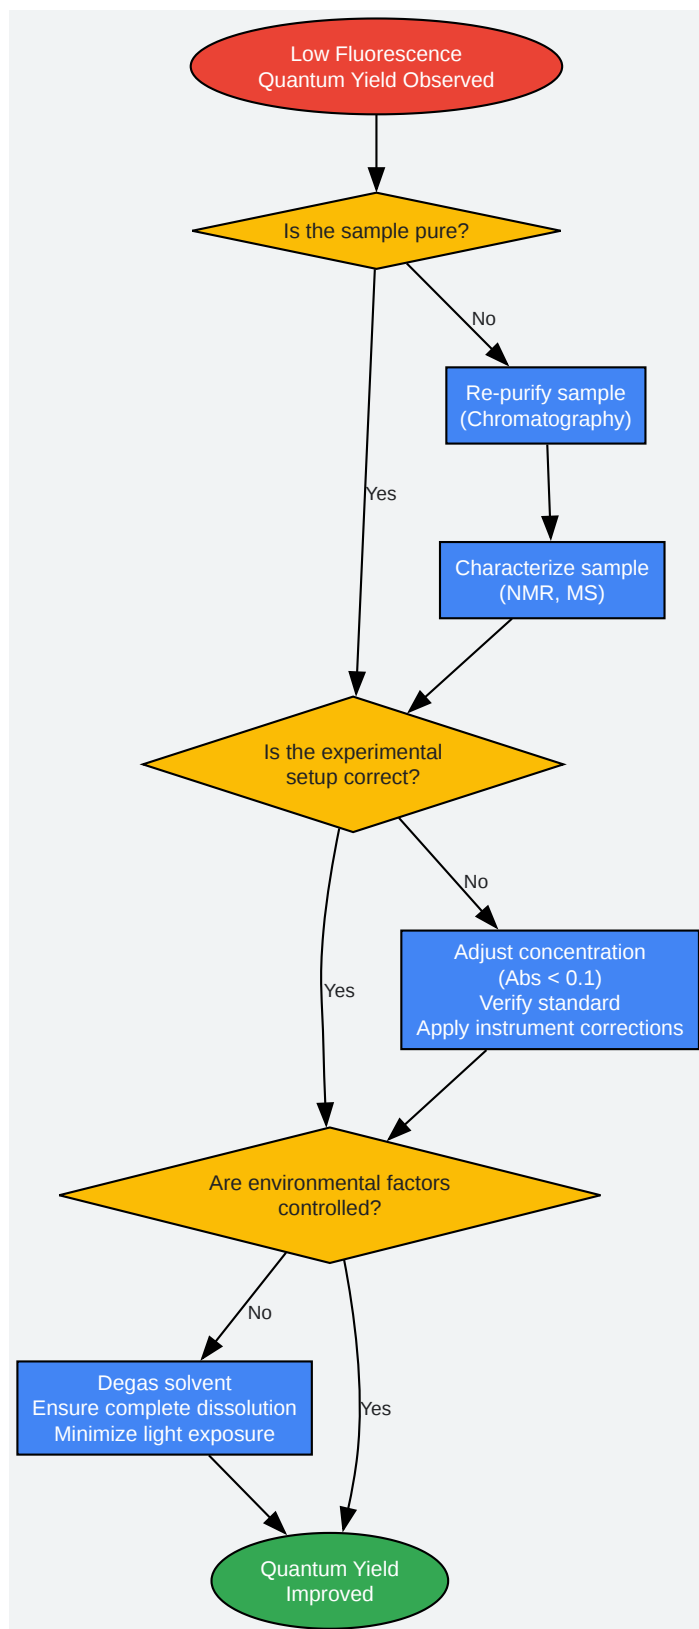 Low Fluorescence
Quantum Yield Observed
Is the sample pure?
No
Re-purify sample
(Chromatography)
Yes
Characterize sample
(NMR, MS)
Is the experimental
setup correct?
No
Adjust concentration
(Abs < 0.1)
Verify standard
Apply instrument corrections
Yes
Are environmental factors
controlled?
No
Degas solvent
Ensure complete dissolution
Minimize light exposure
Yes
Quantum Yield
Improved